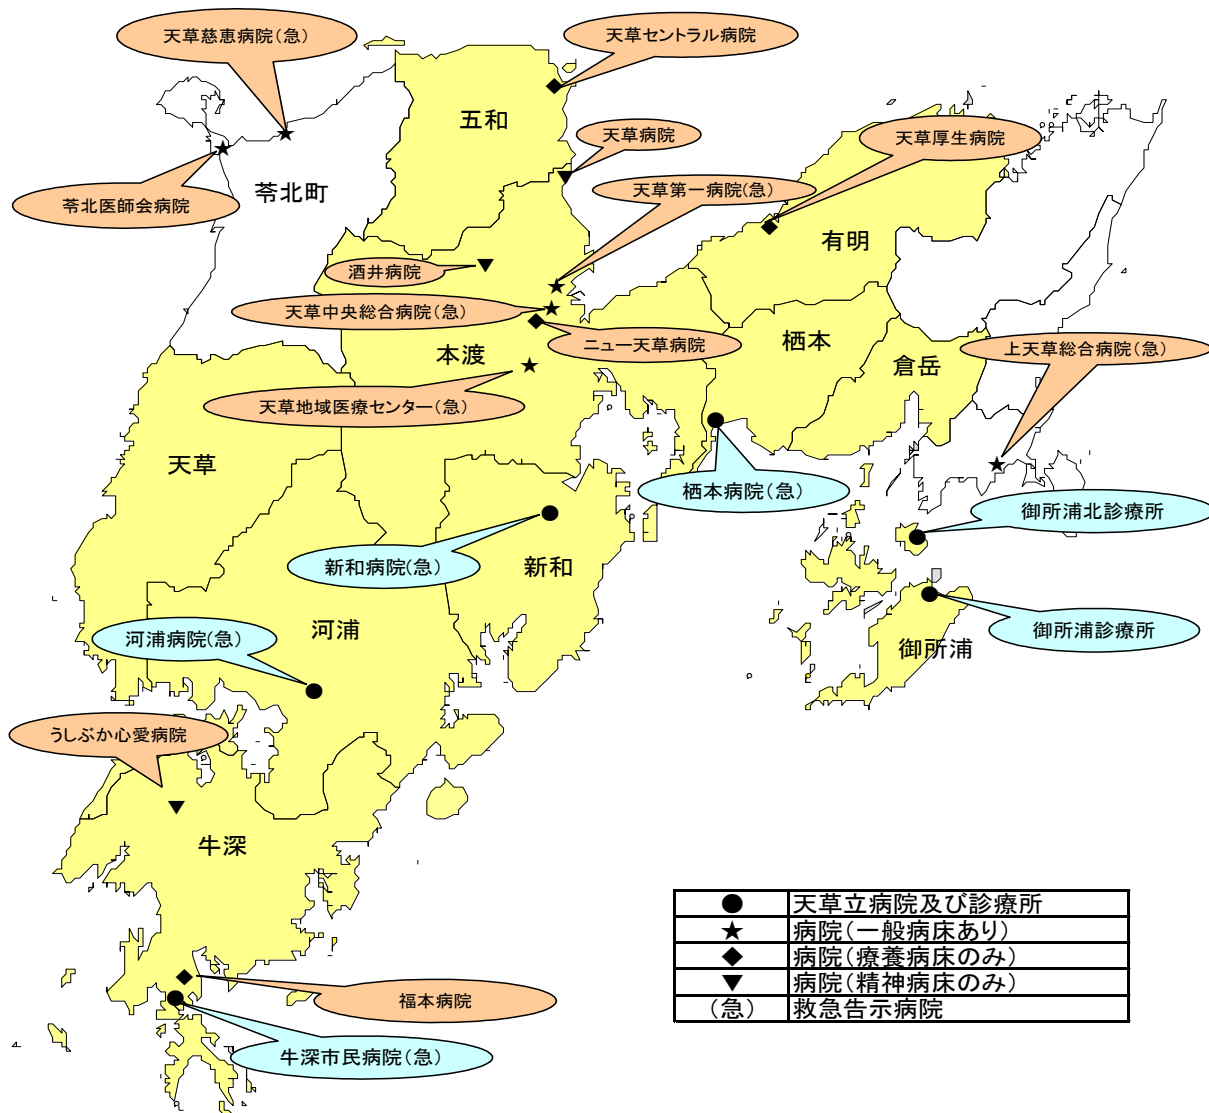 天草慈恵病院(急)
天草セントラル病院
五和
天草病院
天草厚生病院
苓北町
天草第一病院(急)
苓北医師会病院
有明
酒井病院
天草中央総合病院(急)
本渡
ニュー天草病院
栖本
上天草総合病院(急)
倉岳
天草地域医療センター(急)
天草
栖本病院(急)
御所浦北診療所
新和病院(急)
新和
河浦病院(急)
河浦
御所浦診療所
御所浦
うしぶか心愛病院
牛深
● 天草立病院及び診療所
★ 病院(一般病床あり)
◆ 病院(療養病床のみ)
▼ 病院(精神病床のみ)
(急) 救急告示病院
福本病院
牛深市民病院(急)